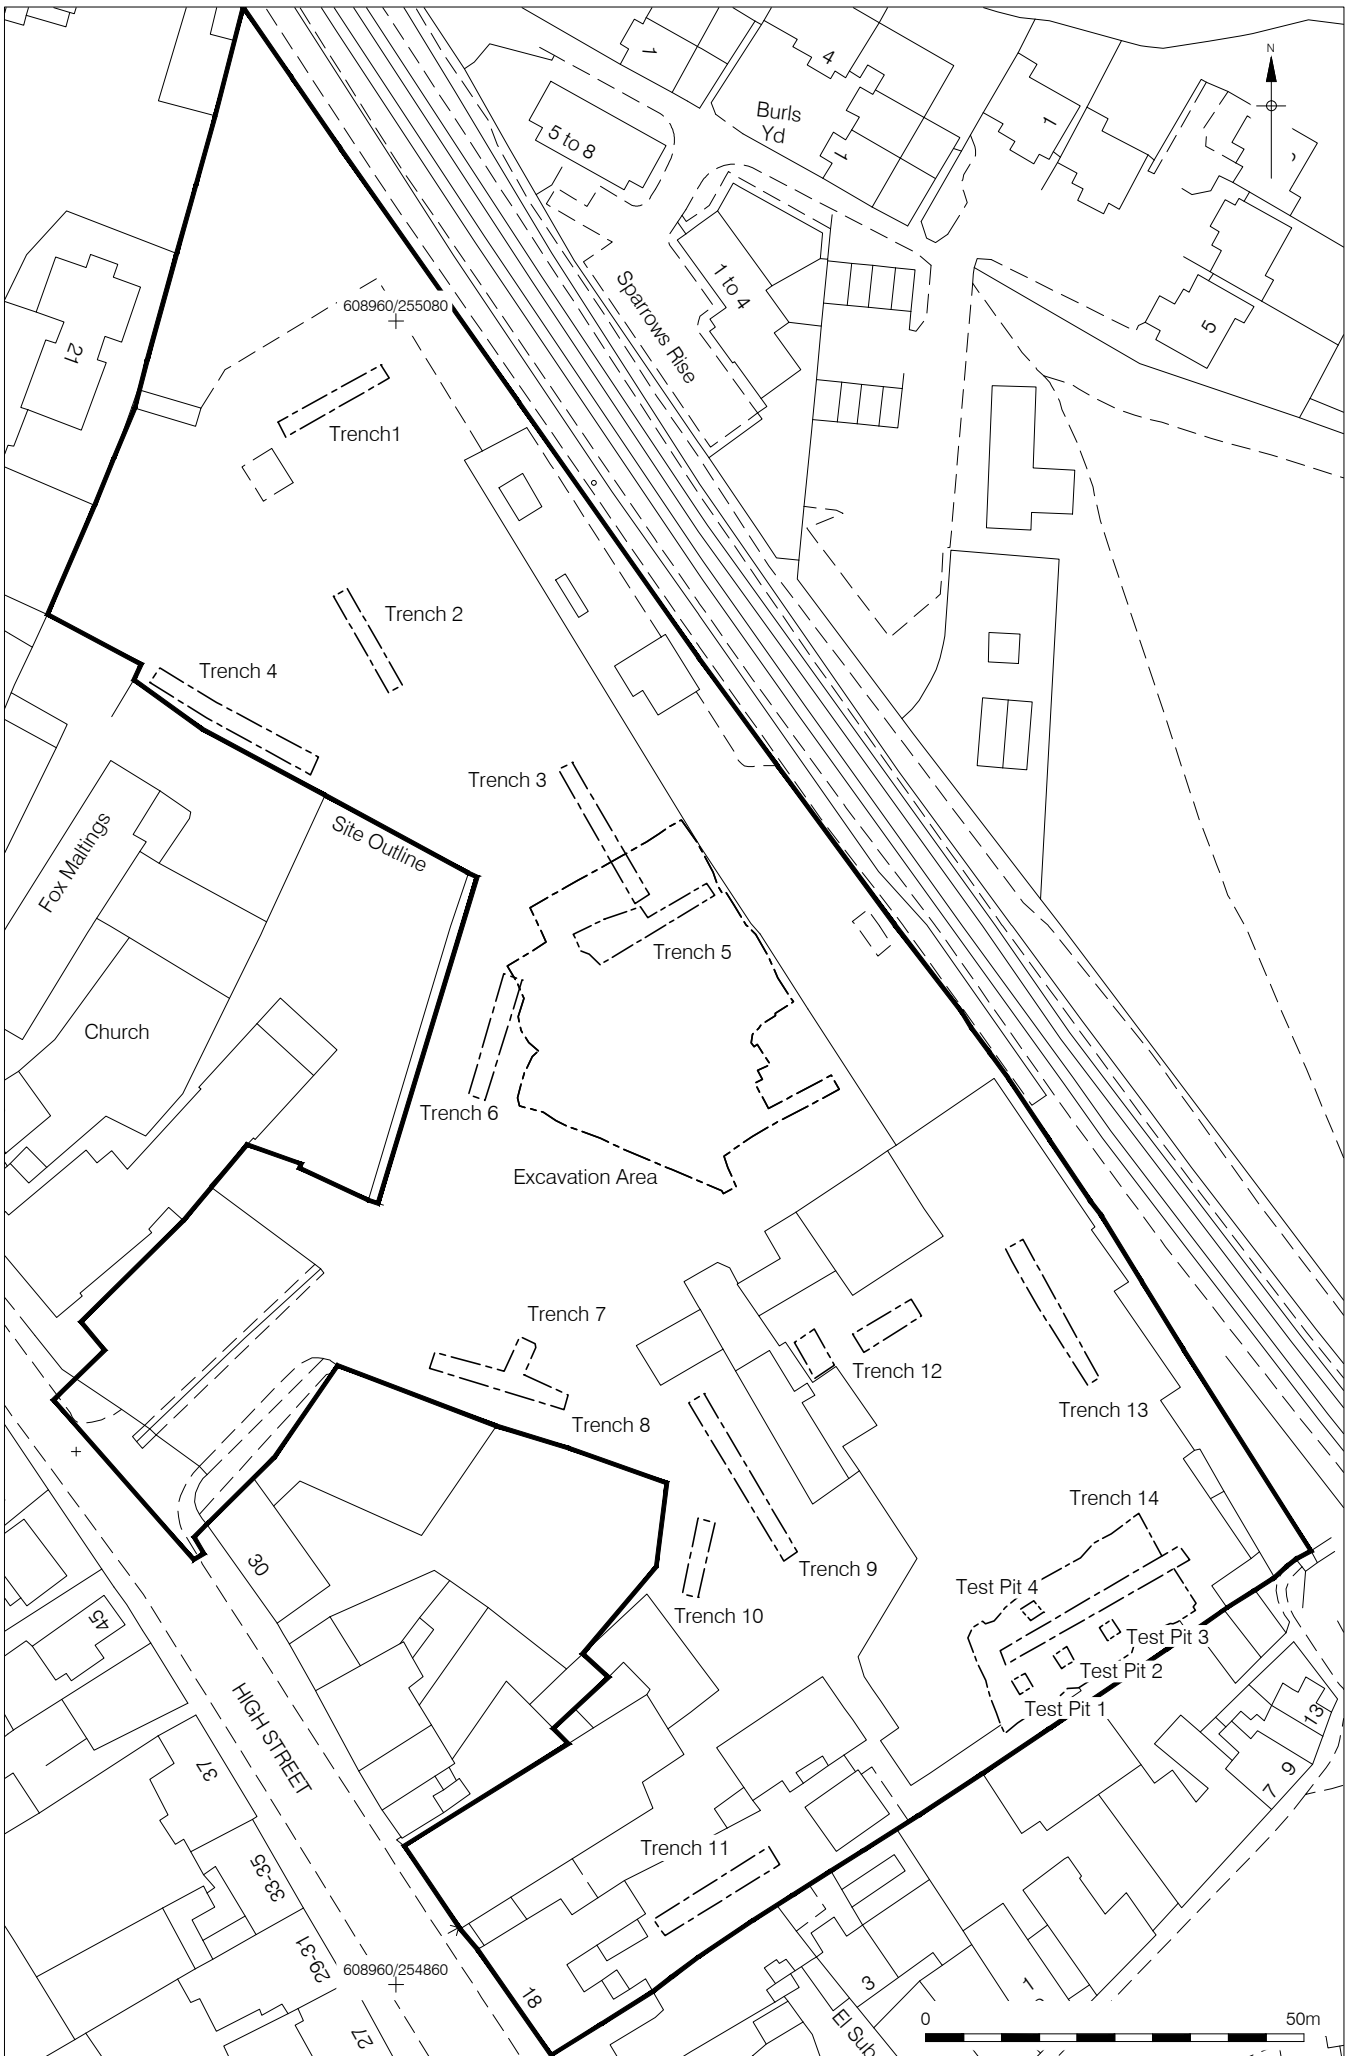 1
4
N
Burls
Yd
1
1
5 to 8
1 to 4
Sparrows Rise
5
608960/255080
21
Trench1
Trench 2
Trench 4
Trench 3
Site Outline
Fox Maltings
Trench 5
Church
Trench 6
Excavation Area
Trench 7
Trench 12
Trench 13
Trench 8
Trench 14
30
Trench 9
Test Pit 4
45
Trench 10
Test Pit 3
Test Pit 2
Test Pit 1
HIGH STREET
13
37
9
7
Trench 11
33-35
29-31
608960/254860
18
3
1
El Sub
27
0
50m